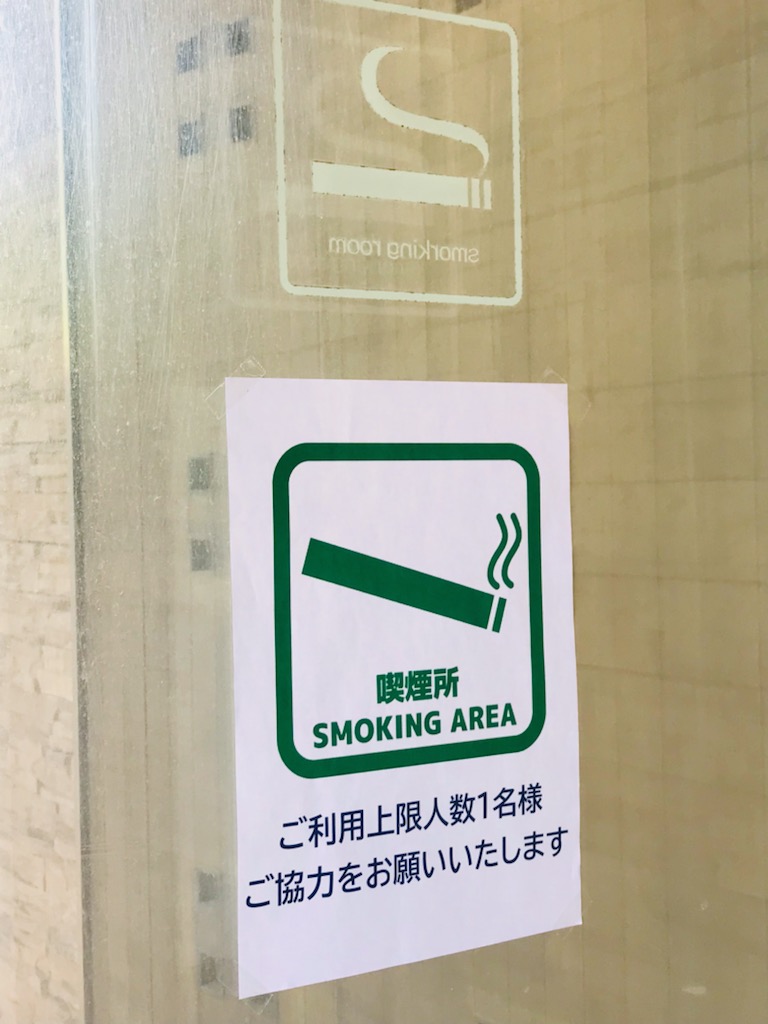 smorking room
喫煙所
SMOKING AREA
ご利用上限人数1名様
ご協力をお願いいたします